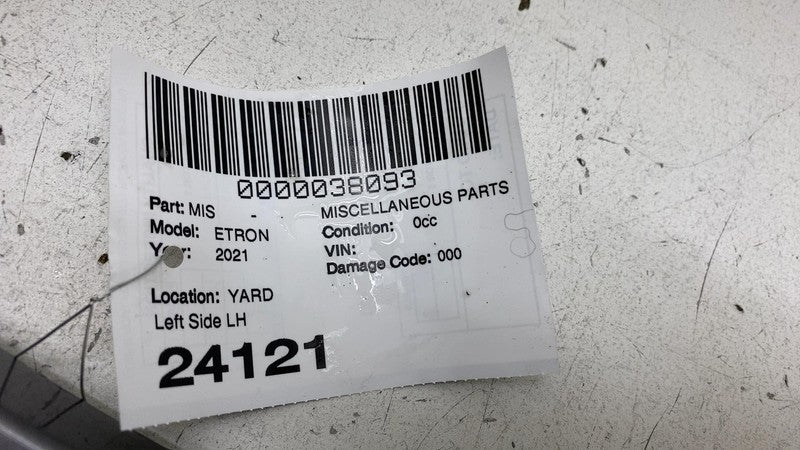 0000038093
Part: MIS - MISCELLANEOUS PARTS
Model: ETRON Condition: 0cc
Year: 2021 VIN:
Damage Code: 000
Location: YARD
Left Side LH
24121